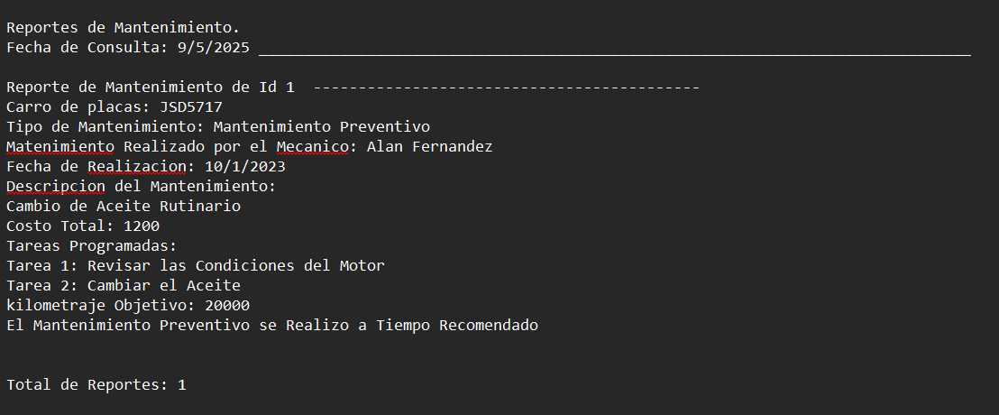 Reportes de Mantenimiento.
Fecha de Consulta: 9/5/2025 _______________________________________________________________________________
Reporte de Mantenimiento de Id 1  -------------------------------------------
Carro de placas: JSD5717
Tipo de Mantenimiento: Mantenimiento Preventivo
Matenimiento Realizado por el Mecanico: Alan Fernandez
Fecha de Realizacion: 10/1/2023
Descripcion del Mantenimiento:
Cambio de Aceite Rutinario
Costo Total: 1200
Tareas Programadas:
Tarea 1: Revisar las Condiciones del Motor
Tarea 2: Cambiar el Aceite
kilometraje Objetivo: 20000
El Mantenimiento Preventivo se Realizo a Tiempo Recomendado
Total de Reportes: 1